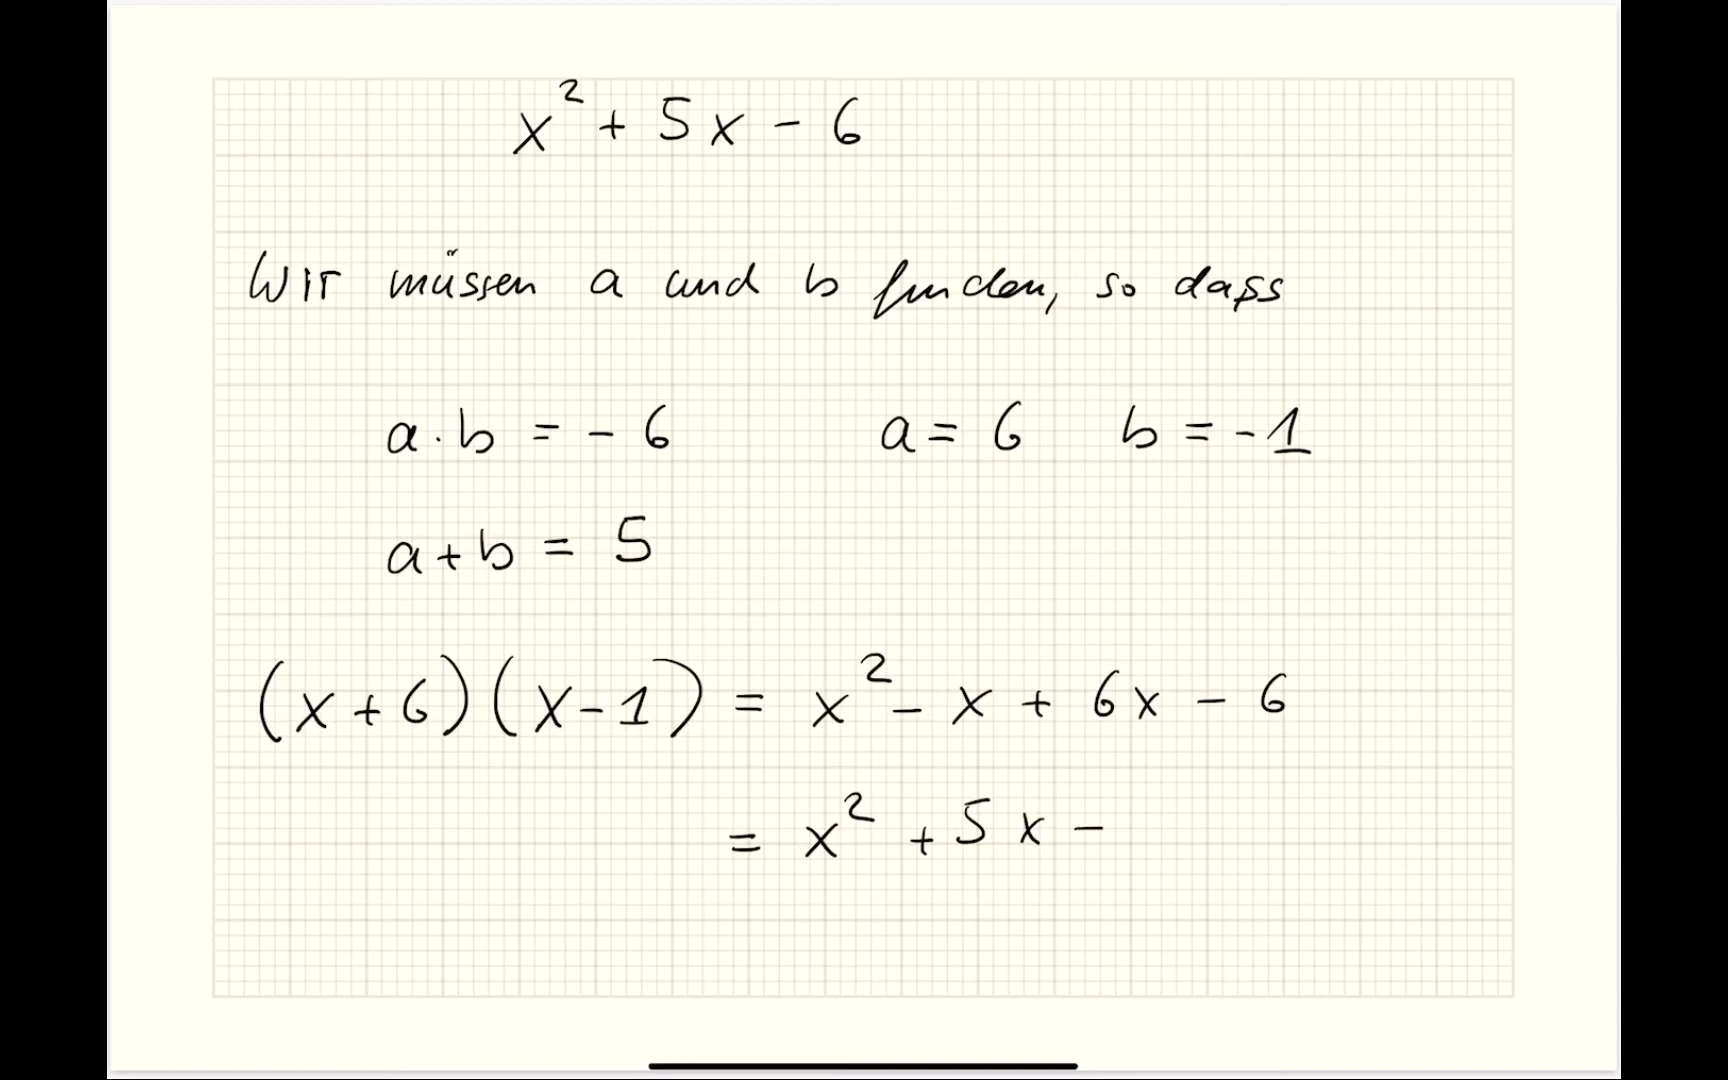 x² + 5x - 6
Wir müssen a und b finden, so dass
a · b = - 6 a = 6 b = -1
a + b = 5
(x + 6) (x - 1) = x² - x + 6x - 6
= x² + 5x -